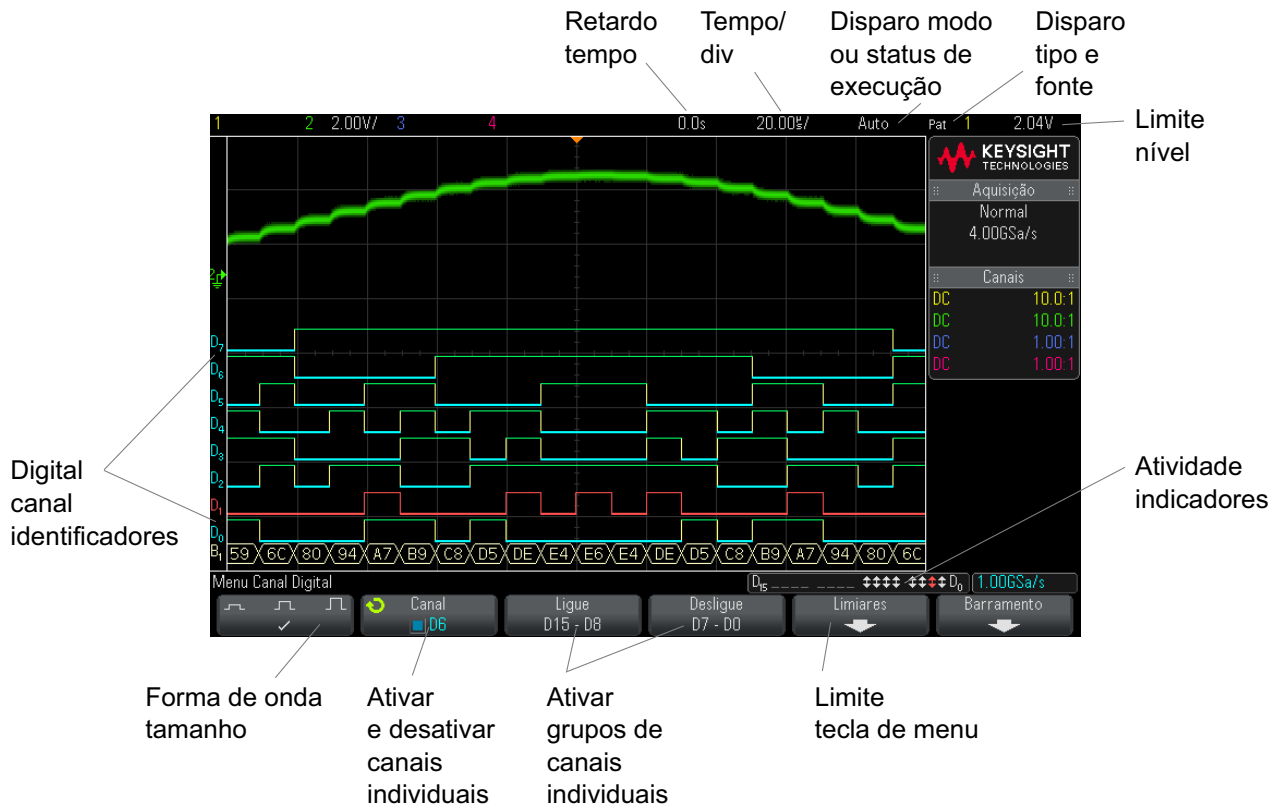 Retardo
tempo
Tempo/
div
Disparo modo
ou status de
execução
Disparo
tipo e
fonte
Limite
nível
1 2 2.00V/ 3 4 0.0s 20.00µs/ Auto Pat 1 2.04V
KEYSIGHT
TECHNOLOGIES
Aquisição
Normal
4.00GSa/s
Canais
DC 10.0:1
DC 10.0:1
DC 1.00:1
DC 1.00:1
2
D7
D6
D5
D4
D3
D2
D1
D0
B1 59 6C 80 94 A7 B9 C8 D5 DE E4 E6 E4 DE D5 C8 B9 A7 94 80 6C
Digital
canal
identificadores
Atividade
indicadores
Menu Canal Digital
D15 D0 1.00GSa/s
Canal
D6
Ligue
D15 - D8
Desligue
D7 - D0
Limiares
Barramento
Forma de onda
tamanho
Ativar
e desativar
canais
individuais
Ativar
grupos de
canais
individuais
Limite
tecla de menu